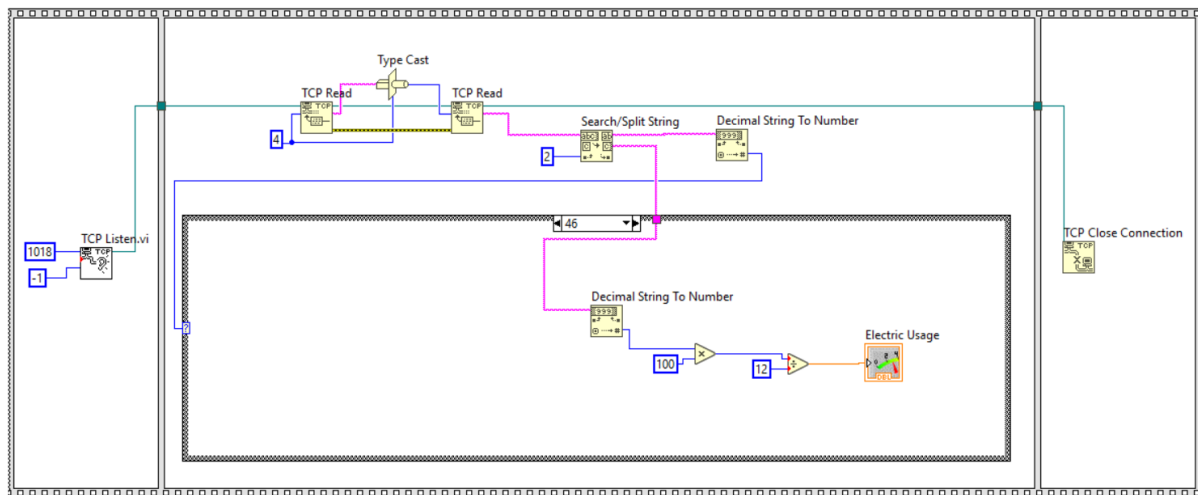 Type Cast
TCP Read
TCP Read
4
Search/Split String
Decimal String To Number
2
46
TCP Listen.vi
1018
-1
TCP Close Connection
?
Decimal String To Number
Electric Usage
100
12